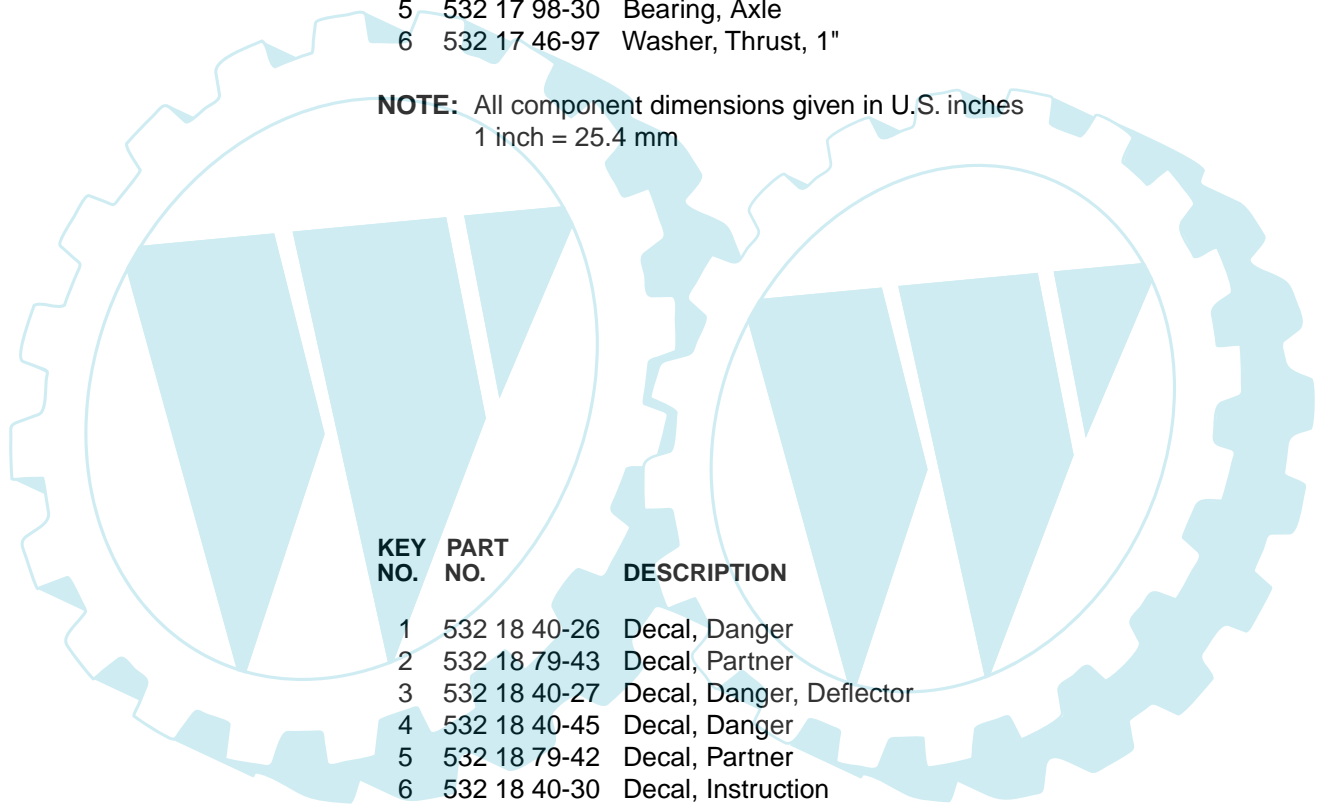 5 532 17 98-30 Bearing, Axle
6 532 17 46-97 Washer, Thrust, 1"
NOTE: All component dimensions given in U.S. inches
1 inch = 25.4 mm
KEY PART
NO. NO. DESCRIPTION
1 532 18 40-26 Decal, Danger
2 532 18 79-43 Decal, Partner
3 532 18 40-27 Decal, Danger, Deflector
4 532 18 40-45 Decal, Danger
5 532 18 79-42 Decal, Partner
6 532 18 40-30 Decal, Instruction